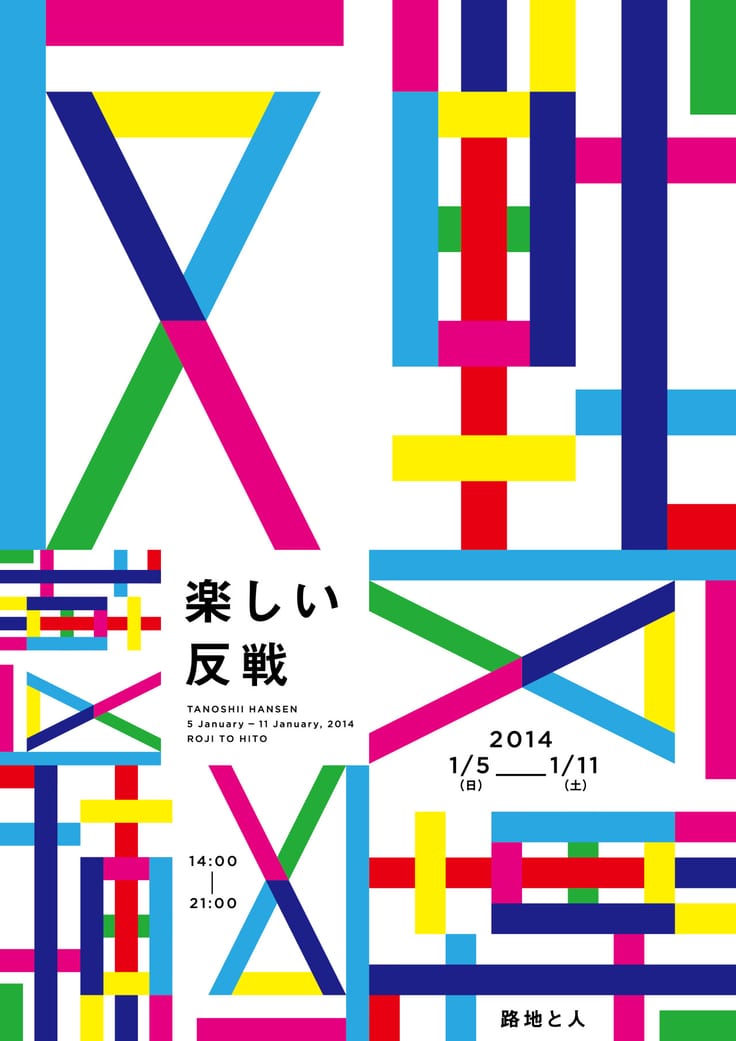 楽しい
反戦
TANOSHII HANSEN
5 January – 11 January, 2014
ROJI TO HITO
2014
1/5 — 1/11
(日) (土)
14:00
|
21:00
路地と人